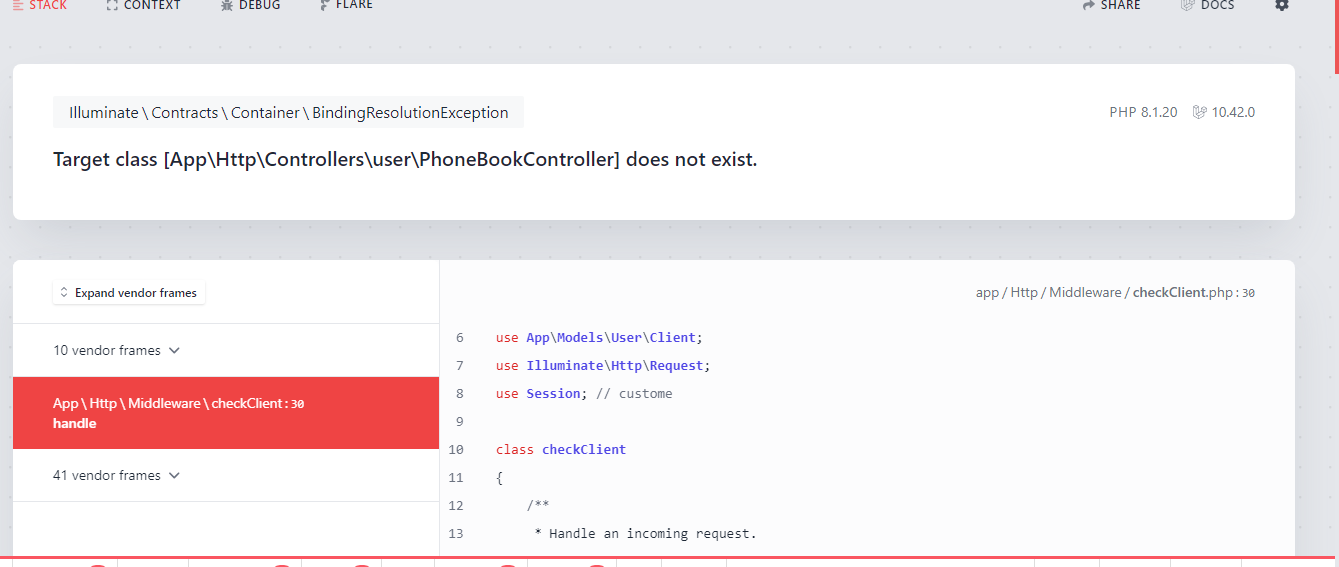 STACK CONTEXT DEBUG FLARE SHARE DOCS
Illuminate \ Contracts \ Container \ BindingResolutionException PHP 8.1.20 10.42.0
Target class [App\Http\Controllers\user\PhoneBookController] does not exist.
Expand vendor frames
10 vendor frames
App \ Http \ Middleware \ checkClient : 30
handle
41 vendor frames
app / Http / Middleware / checkClient.php : 30
6 use App\Models\User\Client;
7 use Illuminate\Http\Request;
8 use Session; // custome
9
10 class checkClient
11 {
12 /**
13 * Handle an incoming request.